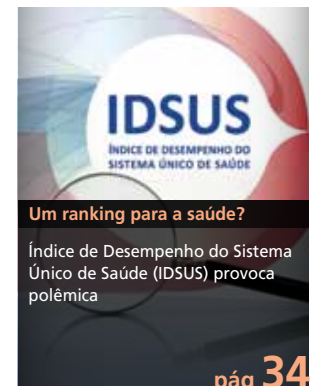 IDSUS
ÍNDICE DE DESEMPENHO DO
SISTEMA ÚNICO DE SAÚDE
Um ranking para a saúde?
Índice de Desempenho do Sistema
Único de Saúde (IDSUS) provoca
polêmica
pág 34